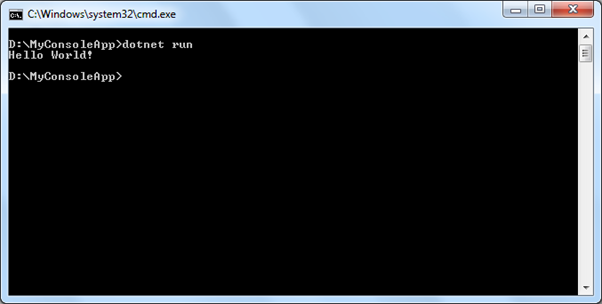 C:\Windows\system32\cmd.exe
D:\MyConsoleApp>dotnet run
Hello World!
D:\MyConsoleApp>